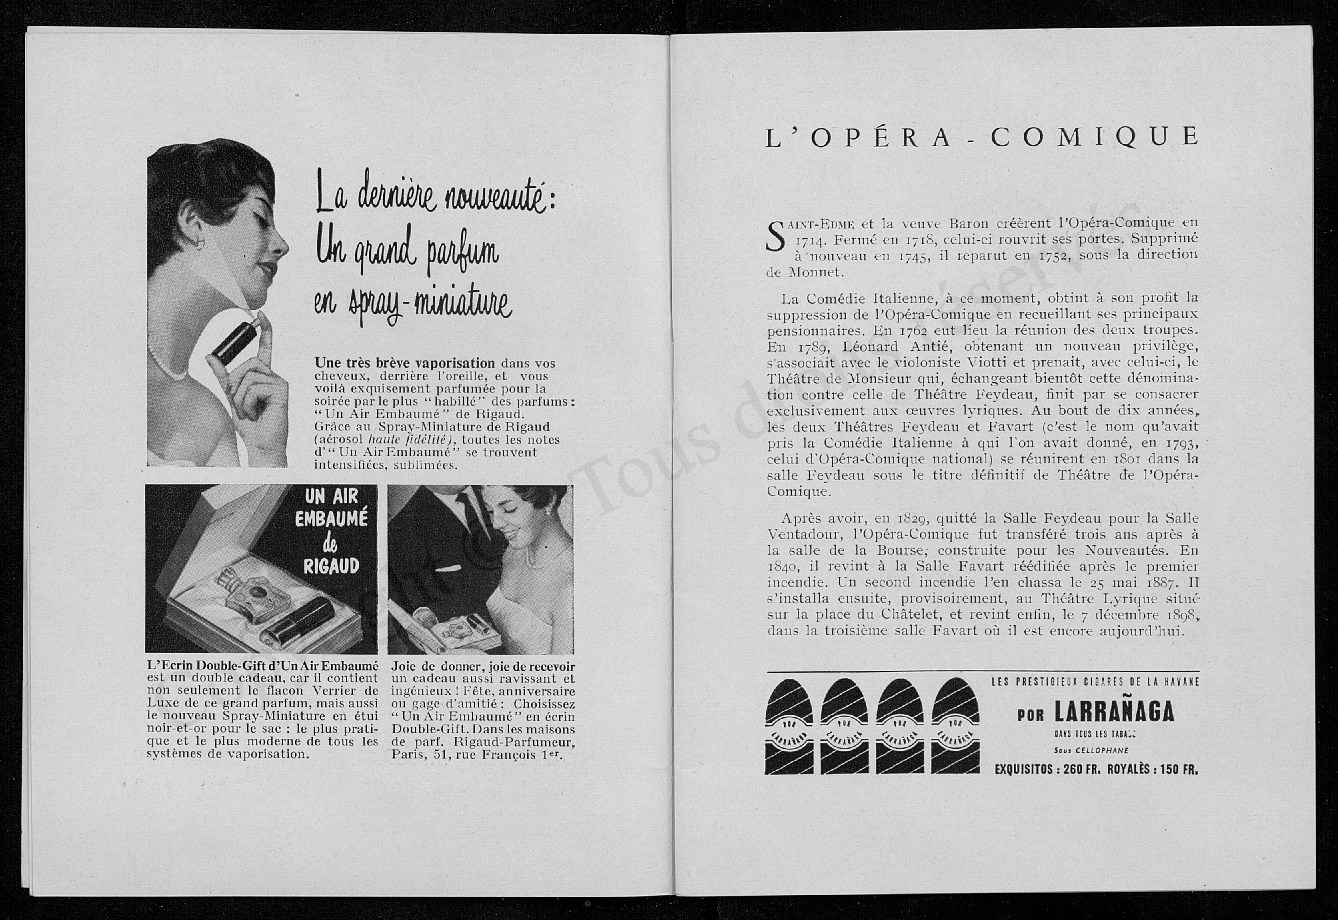 La dernière nouveauté :
Un grand parfum
en spray-miniature
Une très brève vaporisation dans vos
cheveux, derrière l'oreille, et vous
voilà exquisement parfumée pour la
soirée par le plus “habillé” des parfums :
“Un Air Embaumé” de Rigaud.
Grâce au Spray-Miniature de Rigaud
(aérosol haute fidélité), toutes les notes
d'“Un Air Embaumé” se trouvent
intensifiées, sublimées.
UN AIR
EMBAUMÉ
de
RIGAUD
L'Ecrin Double-Gift d'Un Air Embaumé
est un double cadeau, car il contient
non seulement le flacon Verrier de
Luxe de ce grand parfum, mais aussi
le nouveau Spray-Miniature en étui
noir-et-or pour le sac : le plus prati-
que et le plus moderne de tous les
systèmes de vaporisation.
Joie de donner, joie de recevoir
un cadeau aussi ravissant et
ingénieux ! Fête, anniversaire
ou gage d'amitié : Choisissez
“Un Air Embaumé” en écrin
Double-Gift. Dans les maisons
de parf. Rigaud-Parfumeur,
Paris, 51, rue François 1er.
L'OPÉRA-COMIQUE
SAINT-EDME et la veuve Baron créèrent l'Opéra-Comique en
1714. Fermé en 1718, celui-ci rouvrit ses portes. Supprimé
à nouveau en 1745, il reparut en 1752, sous la direction
de Monnet.
La Comédie Italienne, à ce moment, obtint à son profit la
suppression de l'Opéra-Comique en recueillant ses principaux
pensionnaires. En 1762 eut lieu la réunion des deux troupes.
En 1789, Léonard Antié, obtenant un nouveau privilège,
s'associait avec le violoniste Viotti et prenait, avec celui-ci, le
Théâtre de Monsieur qui, échangeant bientôt cette dénomina-
tion contre celle de Théâtre Feydeau, finit par se consacrer
exclusivement aux œuvres lyriques. Au bout de dix années,
les deux Théâtres Feydeau et Favart (c'est le nom qu'avait
pris la Comédie Italienne à qui l'on avait donné, en 1793,
celui d'Opéra-Comique national) se réunirent en 1801 dans la
salle Feydeau sous le titre définitif de Théâtre de l'Opéra-
Comique.
Après avoir, en 1829, quitté la Salle Feydeau pour la Salle
Ventadour, l'Opéra-Comique fut transféré trois ans après à
la salle de la Bourse, construite pour les Nouveautés. En
1840, il revint à la Salle Favart réédifiée après le premier
incendie. Un second incendie l'en chassa le 25 mai 1887. Il
s'installa ensuite, provisoirement, au Théâtre Lyrique situé
sur la place du Châtelet, et revint enfin, le 7 décembre 1898,
dans la troisième salle Favart où il est encore aujourd'hui.
POR LARRAÑAGA
POR LARRAÑAGA
POR LARRAÑAGA
POR LARRAÑAGA
LES PRESTIGIEUX CIGARES DE LA HAVANE
POR LARRAÑAGA
DANS TOUS LES TABACS
Sous CELLOPHANE
EXQUISITOS : 260 FR. ROYALÈS : 150 FR.
© Tous droits réservés